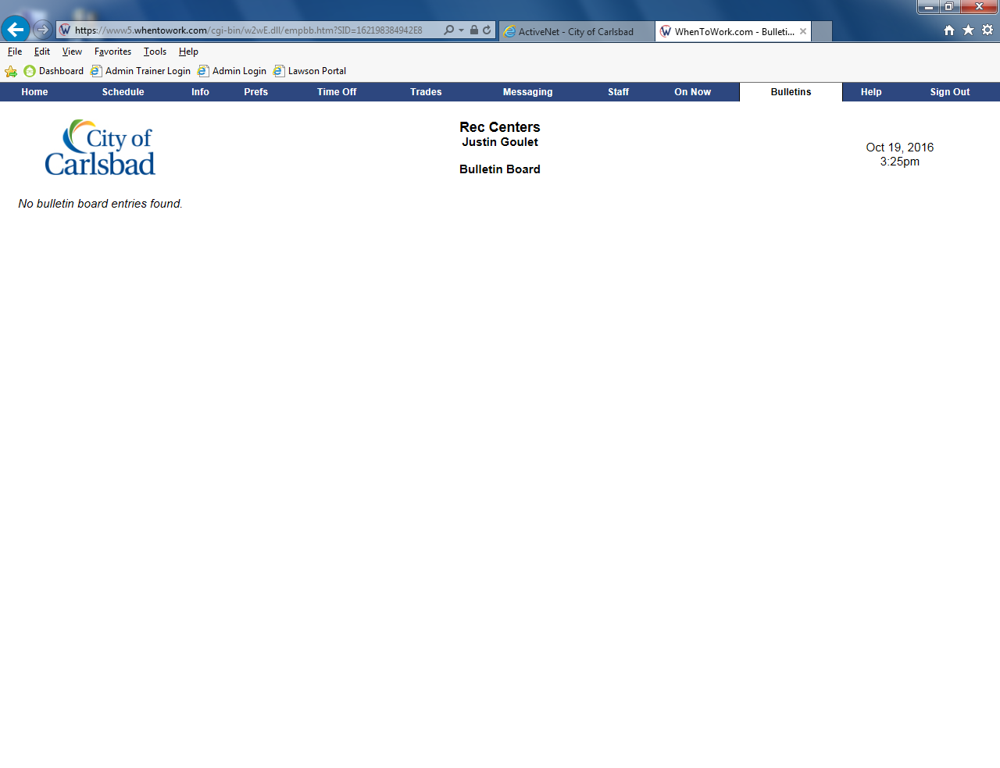 https://www5.whentowork.com/cgi-bin/w2wE.dll/empbb.htm?SID=162198384942E8
ActiveNet - City of Carlsbad
WhenToWork.com - Bulleti...
File Edit View Favorites Tools Help
Dashboard Admin Trainer Login Admin Login Lawson Portal
Home Schedule Info Prefs Time Off Trades Messaging Staff On Now Bulletins Help Sign Out
City of
Carlsbad
Rec Centers
Justin Goulet
Bulletin Board
Oct 19, 2016
3:25pm
No bulletin board entries found.